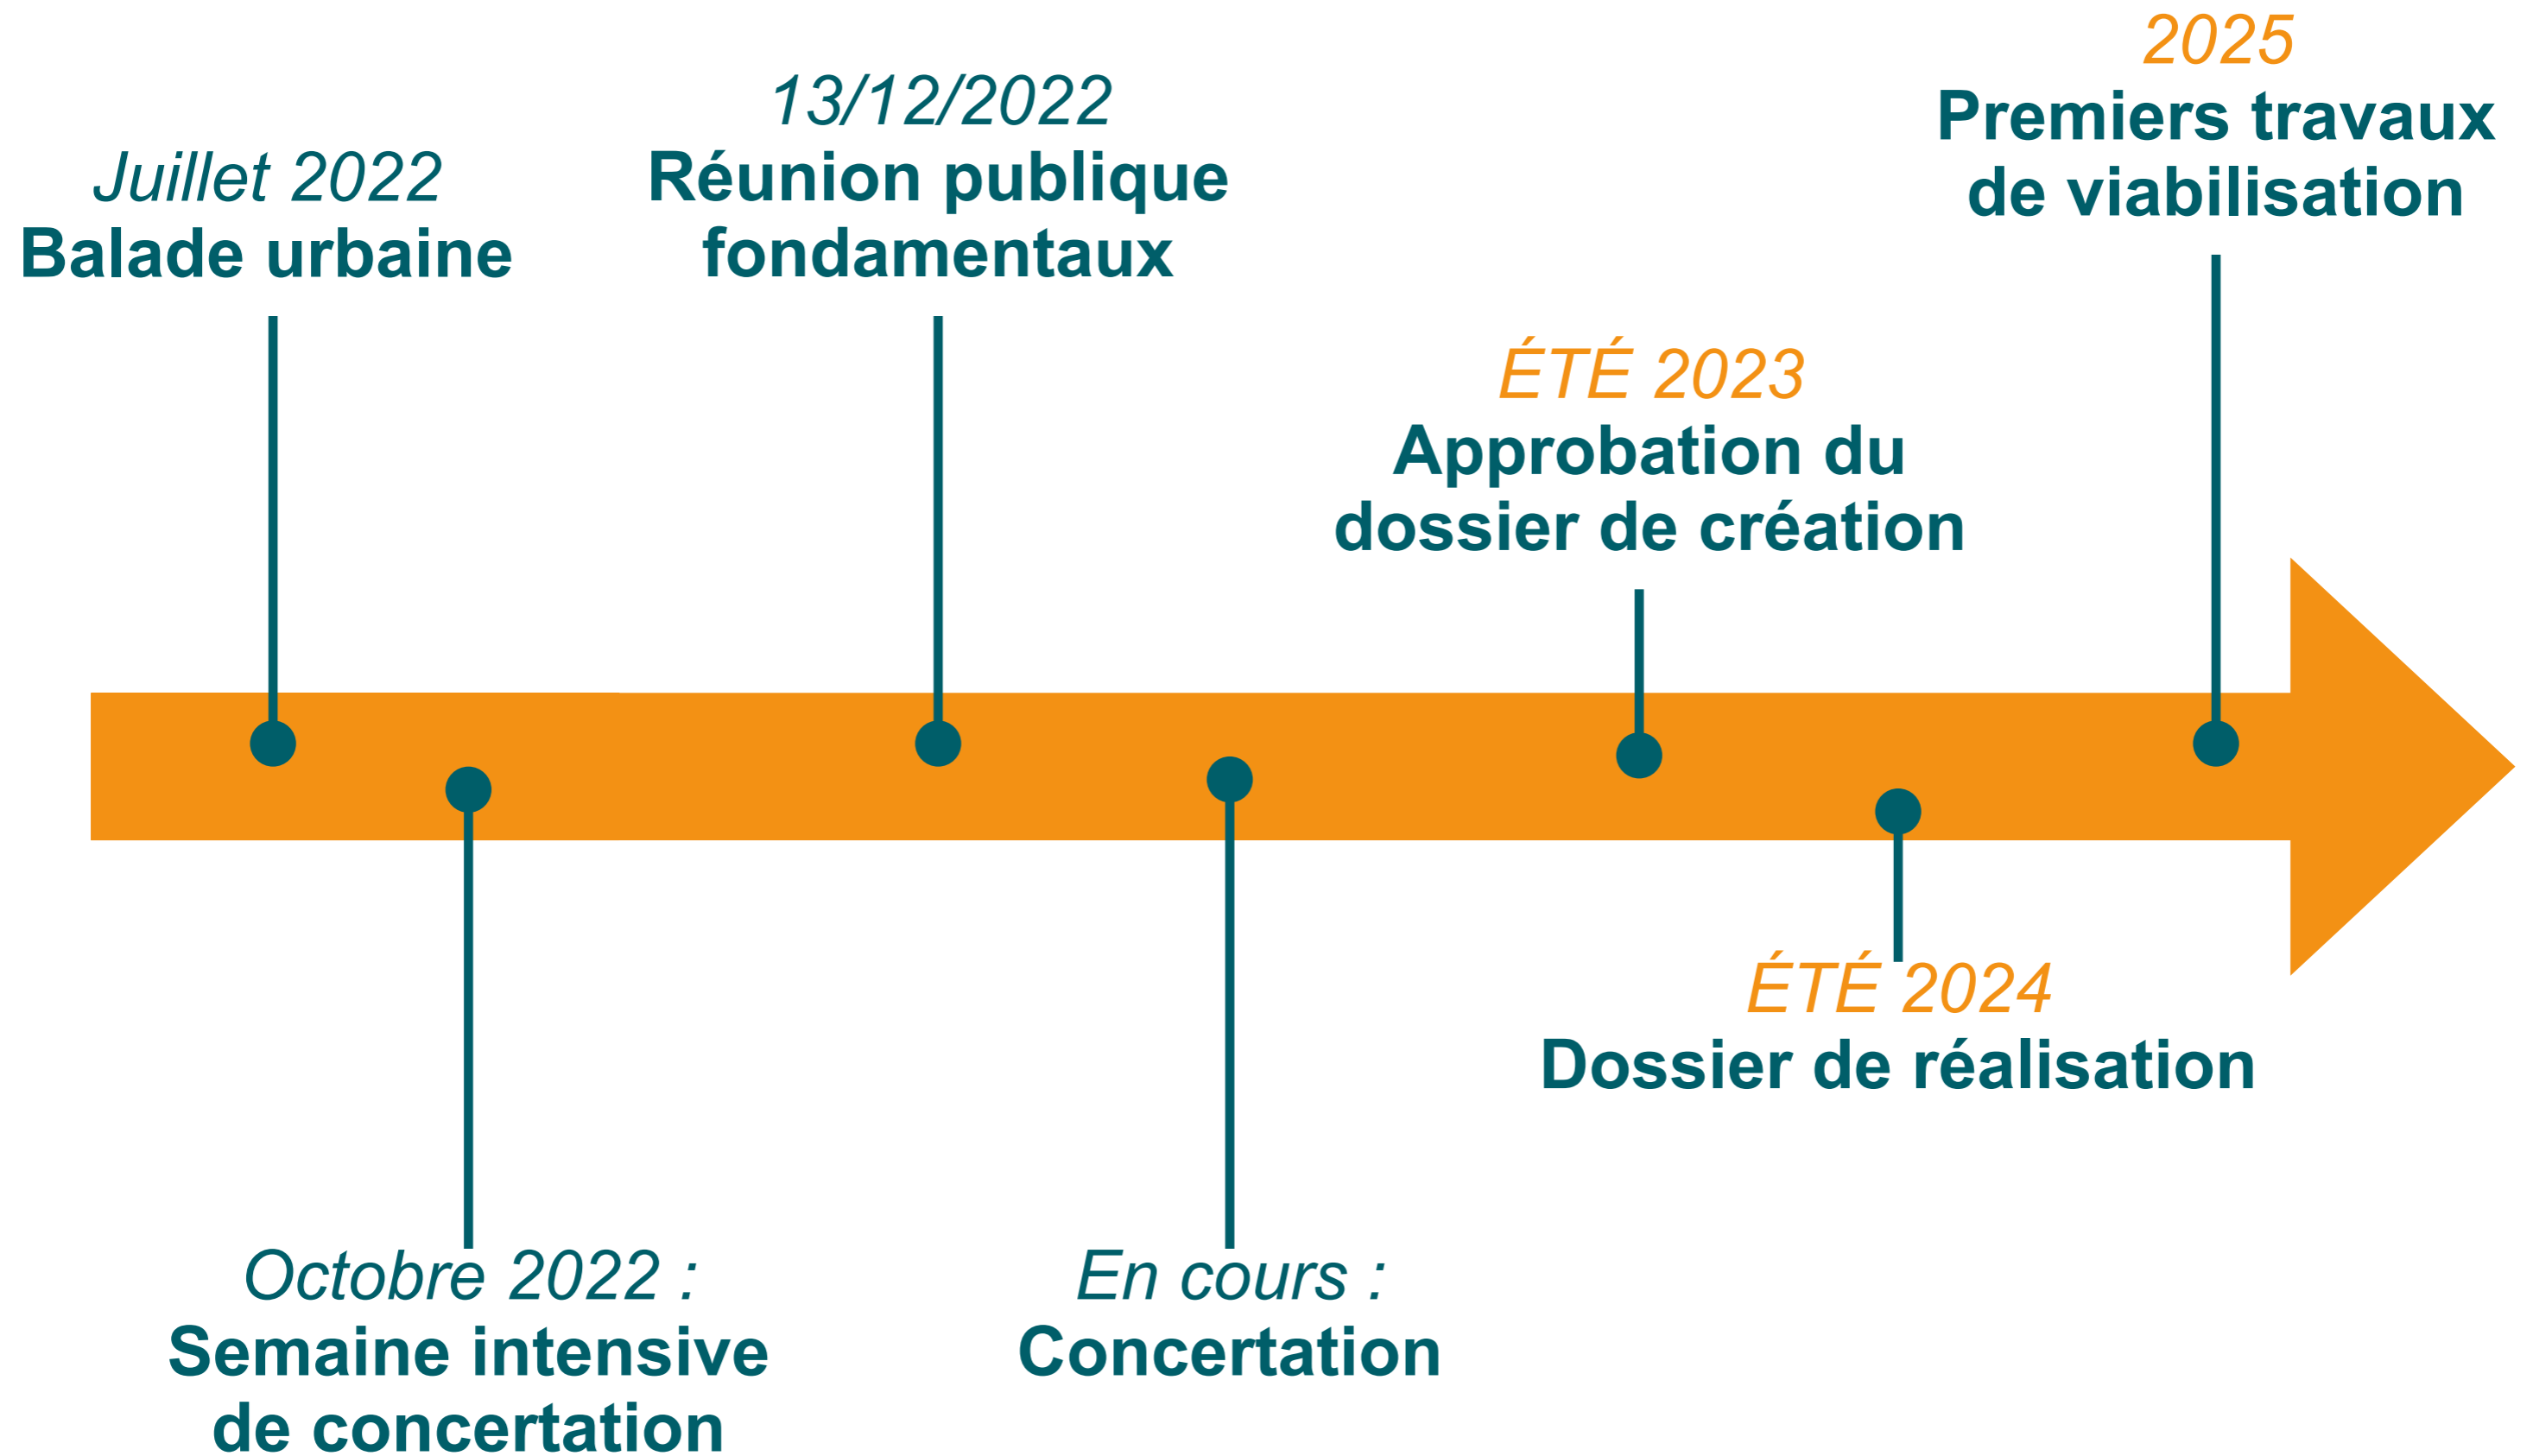 Juillet 2022
Balade urbaine
Octobre 2022 :
Semaine intensive
de concertation
13/12/2022
Réunion publique
fondamentaux
En cours :
Concertation
ÉTÉ 2023
Approbation du
dossier de création
ÉTÉ 2024
Dossier de réalisation
2025
Premiers travaux
de viabilisation